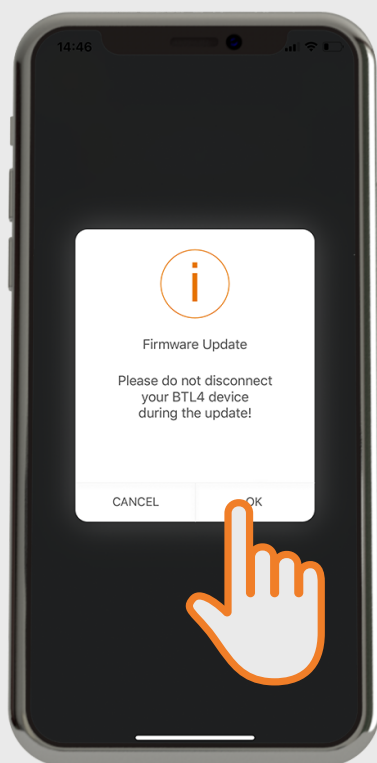 14:46
i
Firmware Update
Please do not disconnect
your BTL4 device
during the update!
CANCEL
OK